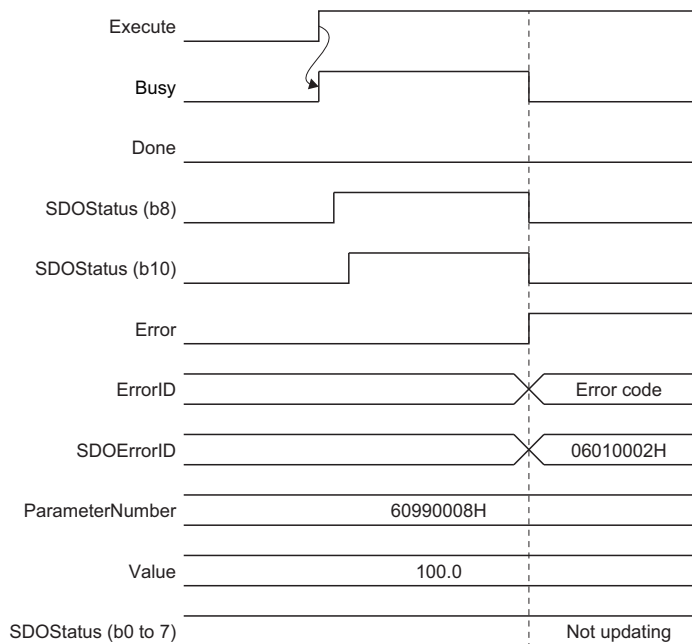 Execute
Busy
Done
SDOStatus (b8)
SDOStatus (b10)
Error
ErrorID Error code
SDOErrorID 06010002H
ParameterNumber 60990008H
Value 100.0
SDOStatus (b0 to 7) Not updating